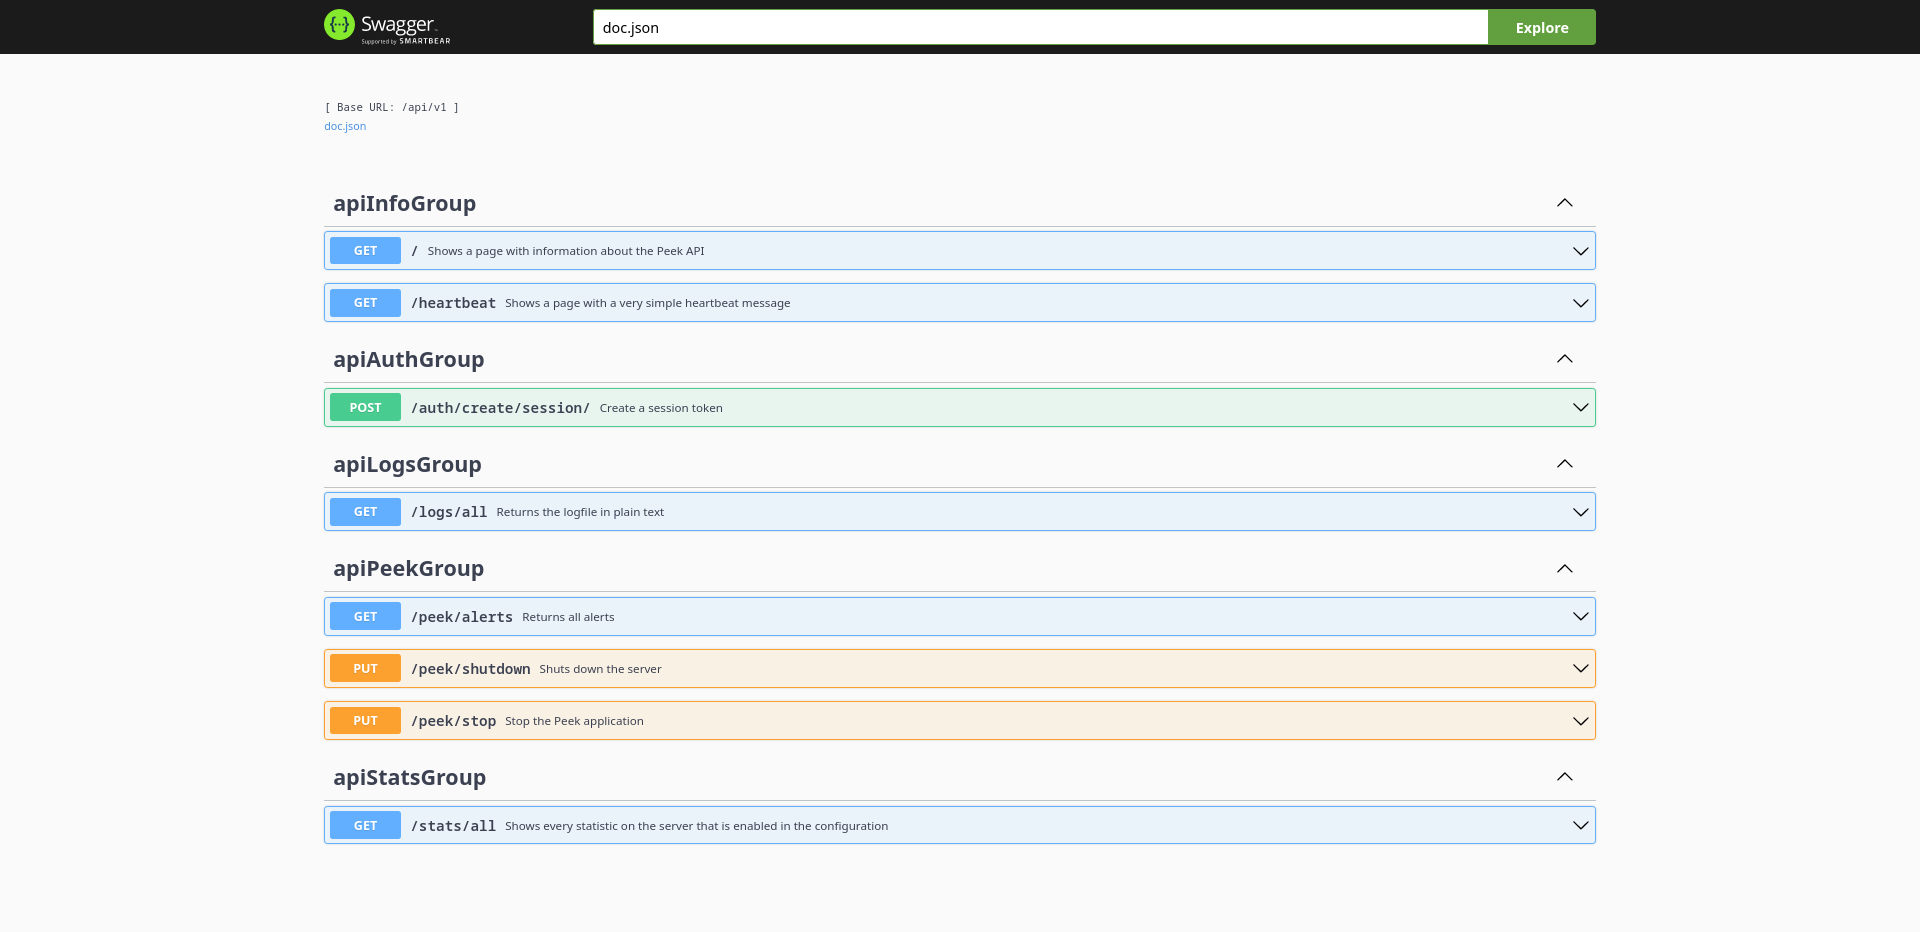 Swagger
Supported by SMARTBEAR
doc.json
Explore
[ Base URL: /api/v1 ]
doc.json
apiInfoGroup
GET / Shows a page with information about the Peek API
GET /heartbeat Shows a page with a very simple heartbeat message
apiAuthGroup
POST /auth/create/session/ Create a session token
apiLogsGroup
GET /logs/all Returns the logfile in plain text
apiPeekGroup
GET /peek/alerts Returns all alerts
PUT /peek/shutdown Shuts down the server
PUT /peek/stop Stop the Peek application
apiStatsGroup
GET /stats/all Shows every statistic on the server that is enabled in the configuration